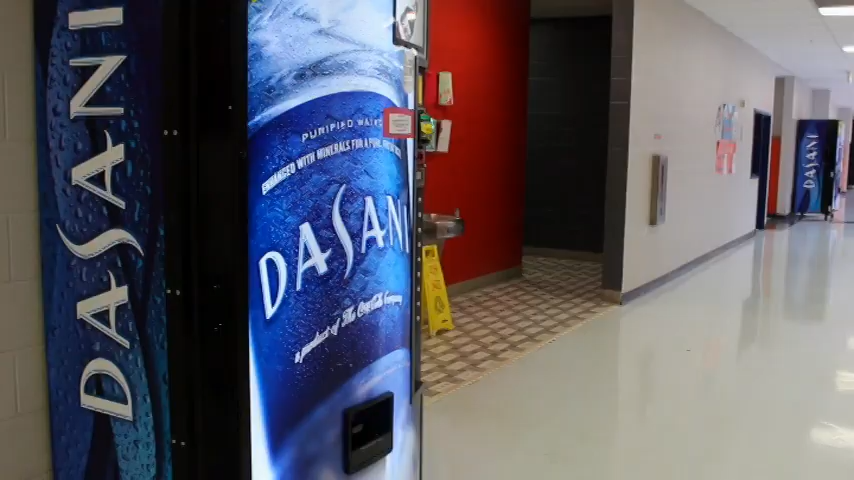 DASANI
PURIFIED WATER
ENHANCED WITH MINERALS FOR A PURE, FRESH TASTE
DASANI
a product of The Coca-Cola Company
DASANI